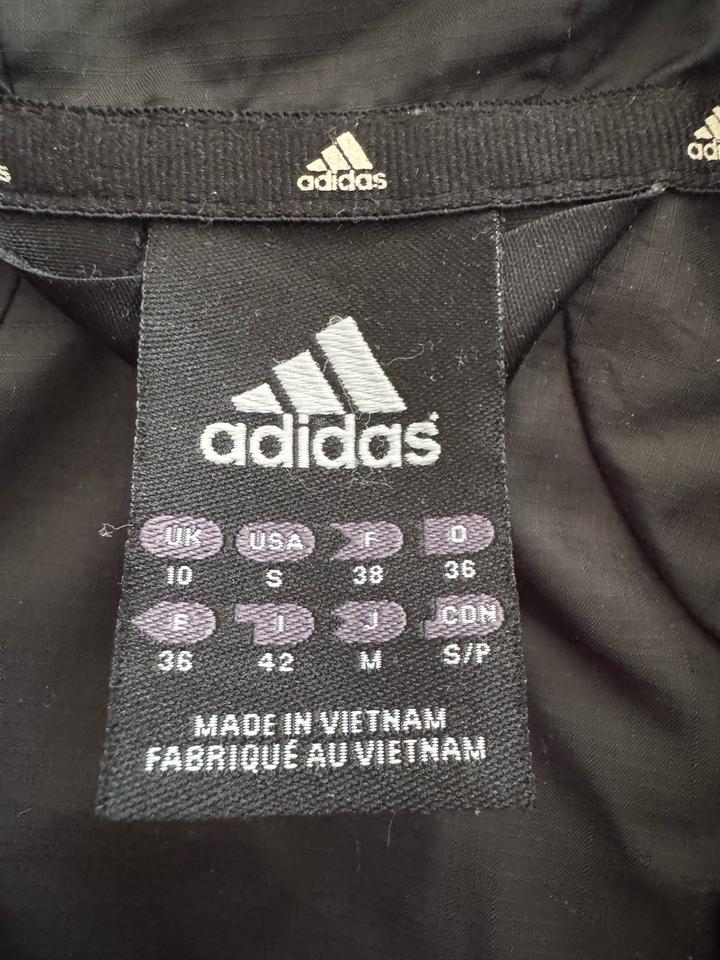 adidas
adidas
UK USA F D
10 S 38 36
E I J CDN
36 42 M S/P
MADE IN VIETNAM
FABRIQUÉ AU VIETNAM